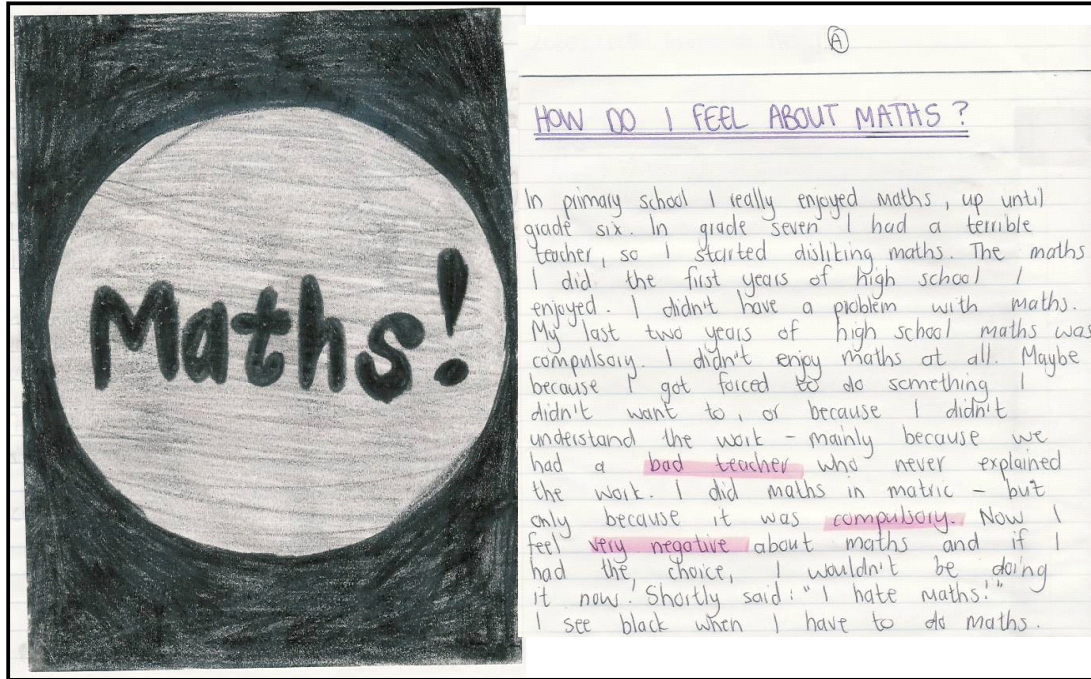 Maths!
A
HOW DO I FEEL ABOUT MATHS?
In primary school I really enjoyed maths, up until
grade six. In grade seven I had a terrible
teacher, so I started disliking maths. The maths
I did the first years of high school I
enjoyed. I didn't have a problem with maths.
My last two years of high school maths was
compulsory. I didn't enjoy maths at all. Maybe
because I got forced to do something I
didn't want to, or because I didn't
understand the work - mainly because we
had a bad teacher who never explained
the work. I did maths in matric - but
only because it was compulsory. Now I
feel very negative about maths and if I
had the choice, I wouldn't be doing
it now! Shortly said: "I hate maths!"
I see black when I have to do maths.